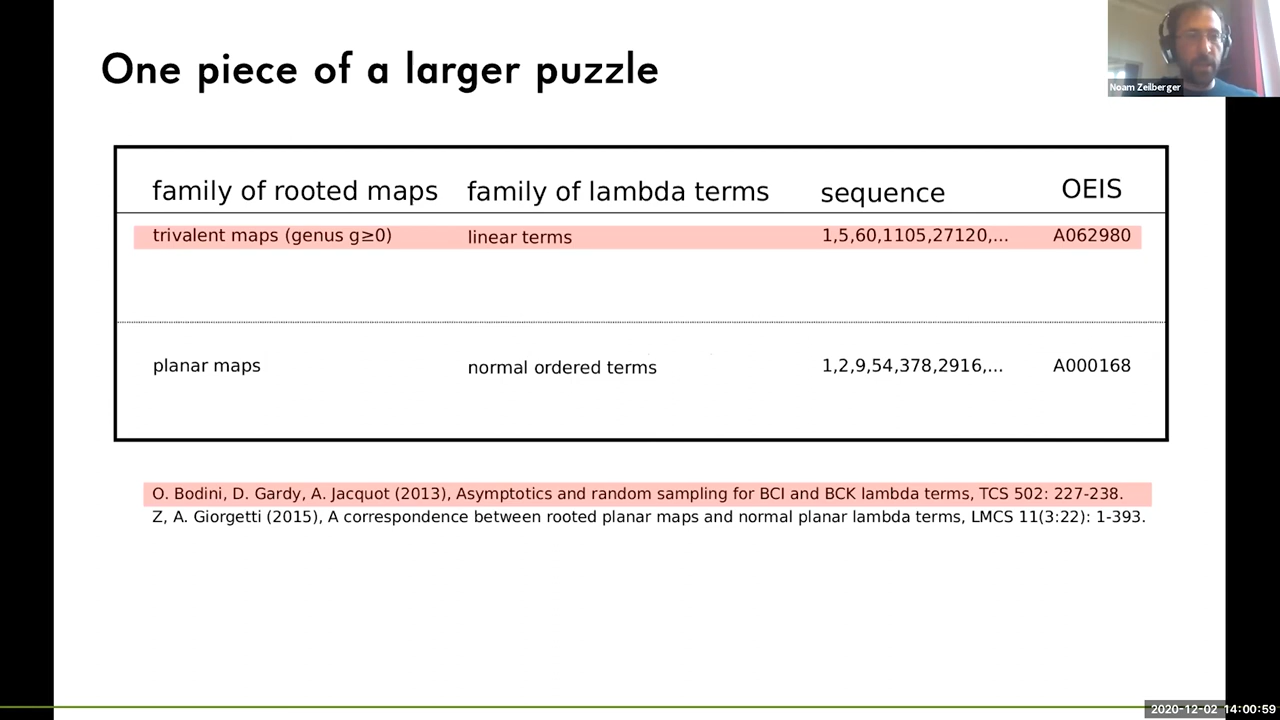 One piece of a larger puzzle
Noam Zeilberger
family of rooted maps family of lambda terms sequence OEIS
trivalent maps (genus g≥0) linear terms 1,5,60,1105,27120,... A062980
planar maps normal ordered terms 1,2,9,54,378,2916,... A000168
O. Bodini, D. Gardy, A. Jacquot (2013), Asymptotics and random sampling for BCI and BCK lambda terms, TCS 502: 227-238.
Z, A. Giorgetti (2015), A correspondence between rooted planar maps and normal planar lambda terms, LMCS 11(3:22): 1-393.
2020-12-02 14:00:59